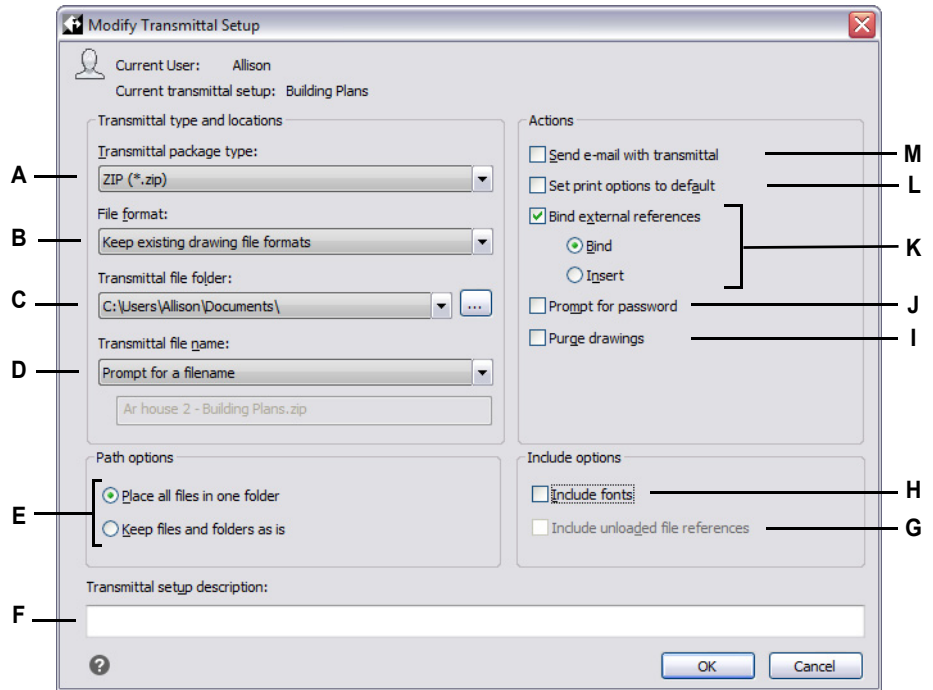 Modify Transmittal Setup
Current User: Allison
Current transmittal setup: Building Plans
Transmittal type and locations
Transmittal package type:
A
ZIP (*.zip)
File format:
B
Keep existing drawing file formats
Transmittal file folder:
C
C:\Users\Allison\Documents\
...
Transmittal file name:
D
Prompt for a filename
Ar house 2 - Building Plans.zip
Actions
Send e-mail with transmittal
M
Set print options to default
L
Bind external references
Bind
K
Insert
Prompt for password
J
Purge drawings
I
Path options
Place all files in one folder
E
Keep files and folders as is
Include options
Include fonts
H
Include unloaded file references
G
Transmittal setup description:
F
?
OK
Cancel